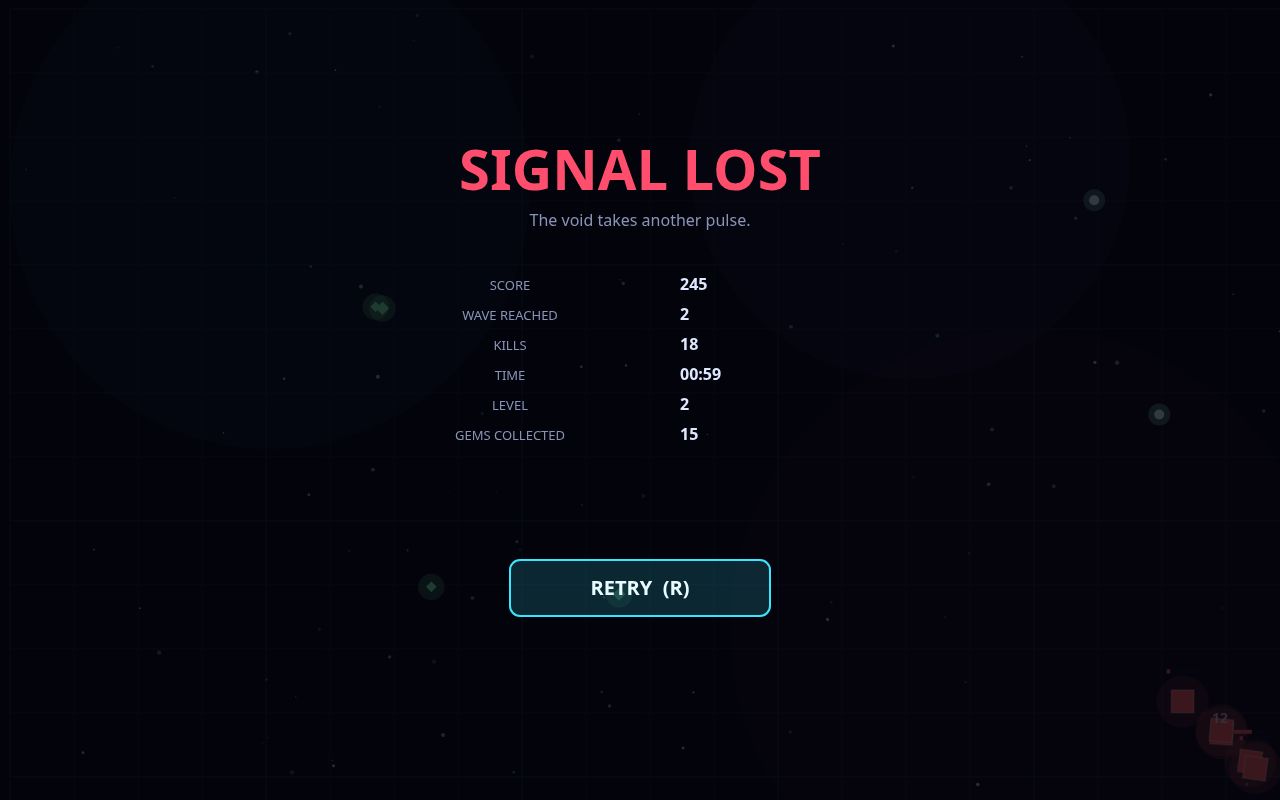 SIGNAL LOST
The void takes another pulse.
SCORE 245
WAVE REACHED 2
KILLS 18
TIME 00:59
LEVEL 2
GEMS COLLECTED 15
RETRY (R)
12